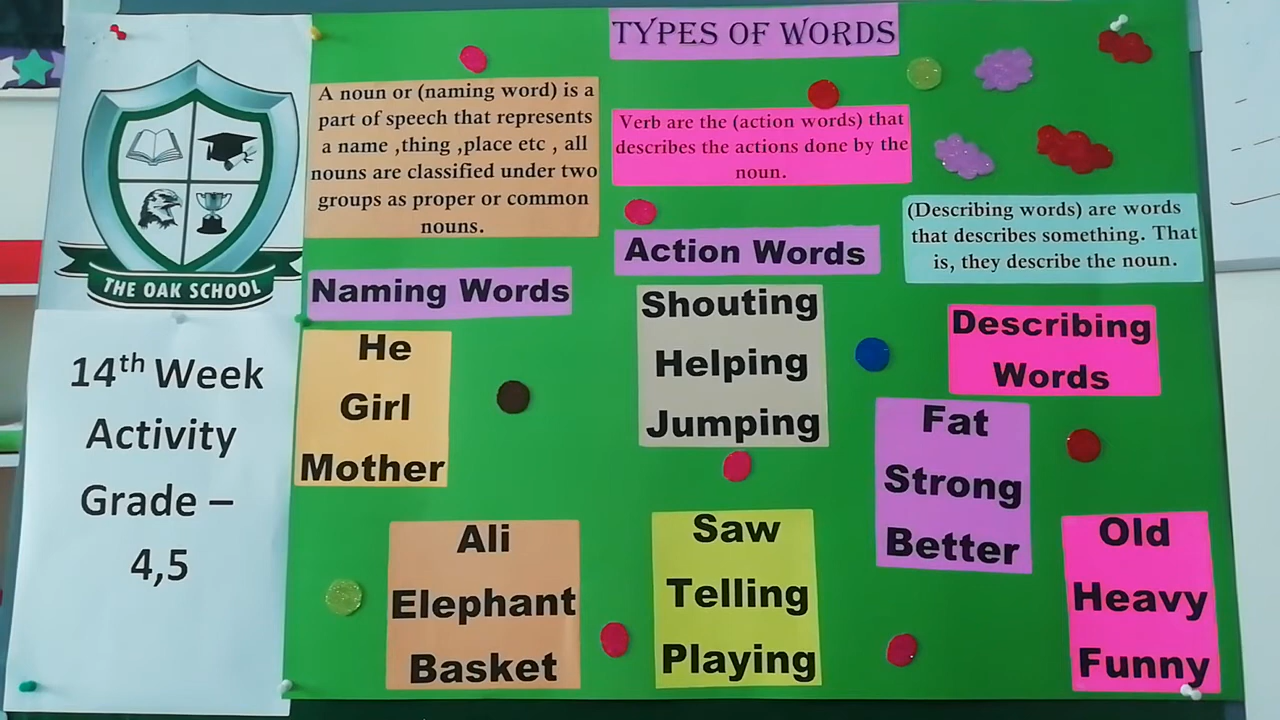 THE OAK SCHOOL
14th Week
Activity
Grade –
4,5
TYPES OF WORDS
A noun or (naming word) is a
part of speech that represents
a name ,thing ,place etc , all
nouns are classified under two
groups as proper or common
nouns.
Naming Words
He
Girl
Mother
Ali
Elephant
Basket
Verb are the (action words) that
describes the actions done by the
noun.
Action Words
Shouting
Helping
Jumping
Saw
Telling
Playing
(Describing words) are words
that describes something. That
is, they describe the noun.
Describing
Words
Fat
Strong
Better
Old
Heavy
Funny